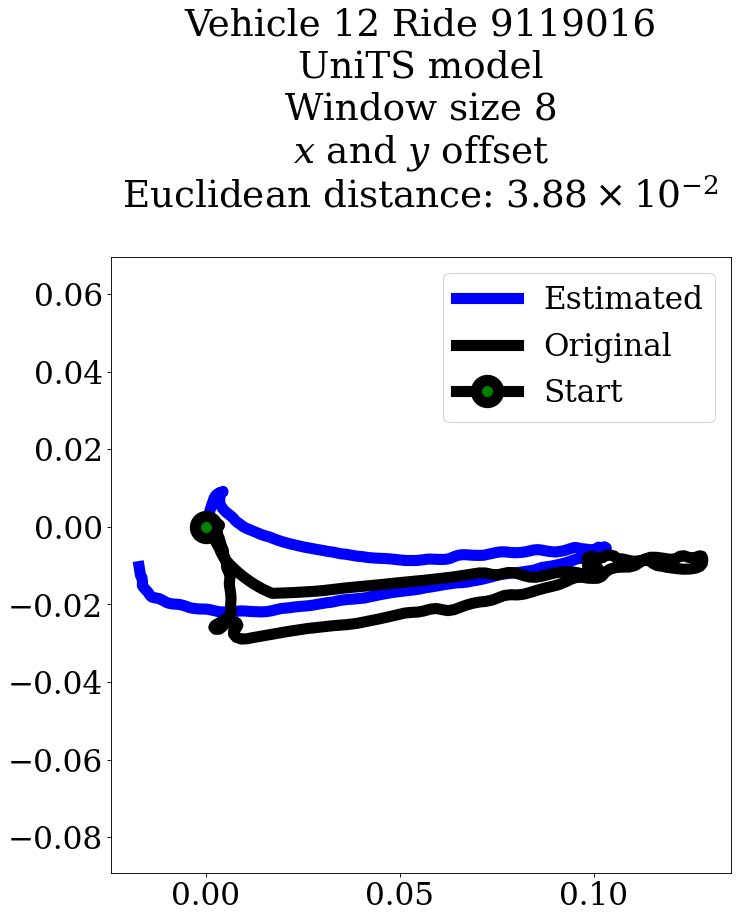 Vehicle 12 Ride 9119016
UniTS model
Window size 8
x and y offset
Euclidean distance: 3.88 × 10⁻²
Estimated
Original
Start
0.06
0.04
0.02
0.00
−0.02
−0.04
−0.06
−0.08
0.00 0.05 0.10